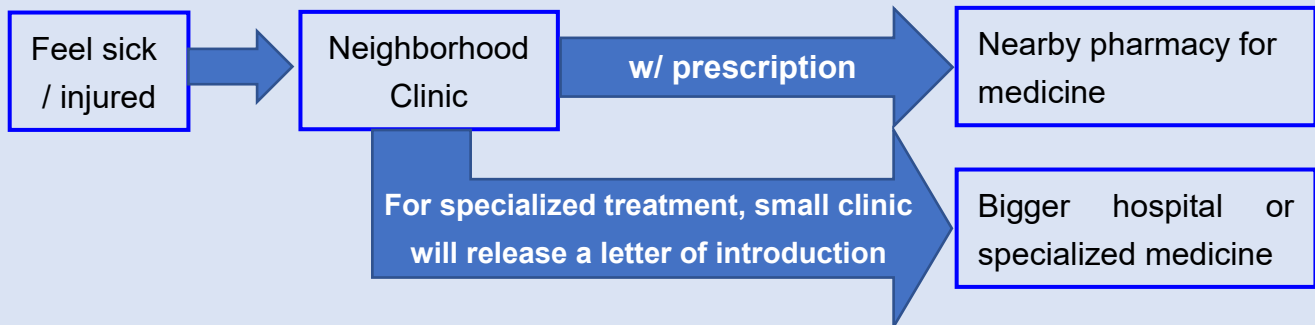 Feel sick
/ injured
Neighborhood
Clinic
w/ prescription
Nearby pharmacy for
medicine
For specialized treatment, small clinic
will release a letter of introduction
Bigger hospital or
specialized medicine